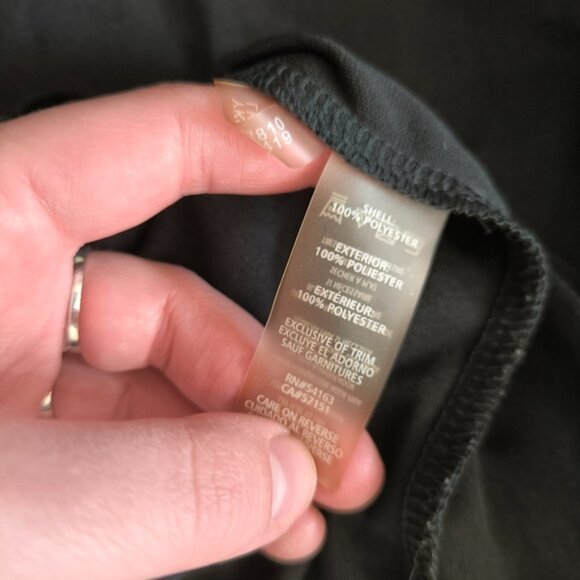 SHELL:
100% POLYESTER
EXTERIOR:
100% POLIESTER
EXTÉRIEUR:
100% POLYESTER
EXCLUSIVE OF TRIM
EXCLUYE EL ADORNO
SAUF GARNITURES
RN#54163
CA#57151
CARE ON REVERSE
CUIDADO AL REVERSO